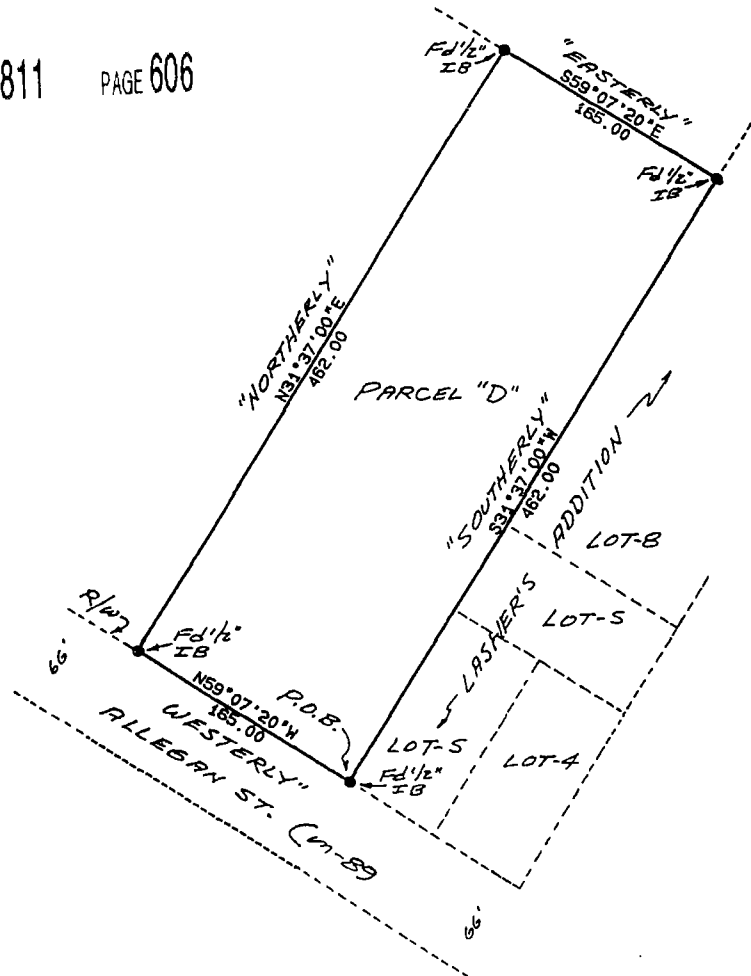 811 PAGE 606
Fd 1/2"
IB
"EASTERLY"
S59°07'20"E
165.00
Fd 1/2"
IB
"NORTHERLY"
N31°37'00"E
462.00
PARCEL "D"
"SOUTHERLY"
S31°37'00"W
462.00
ADDITION
LASHER'S
LOT-8
LOT-5
R/W
Fd 1/2"
IB
66'
N59°07'20"W
165.00
WESTERLY"
P.O.B.
LOT-5
LOT-4
Fd 1/2"
IB
ALLEGAN ST. (M-89
66'